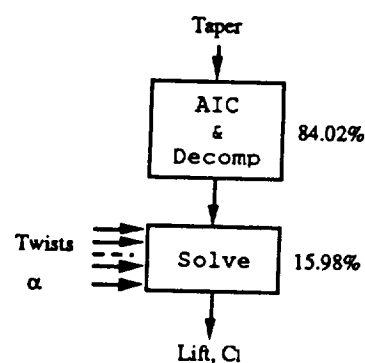 Taper
AIC
&
Decomp
84.02%
Twists
α
Solve
15.98%
Lift, Cl